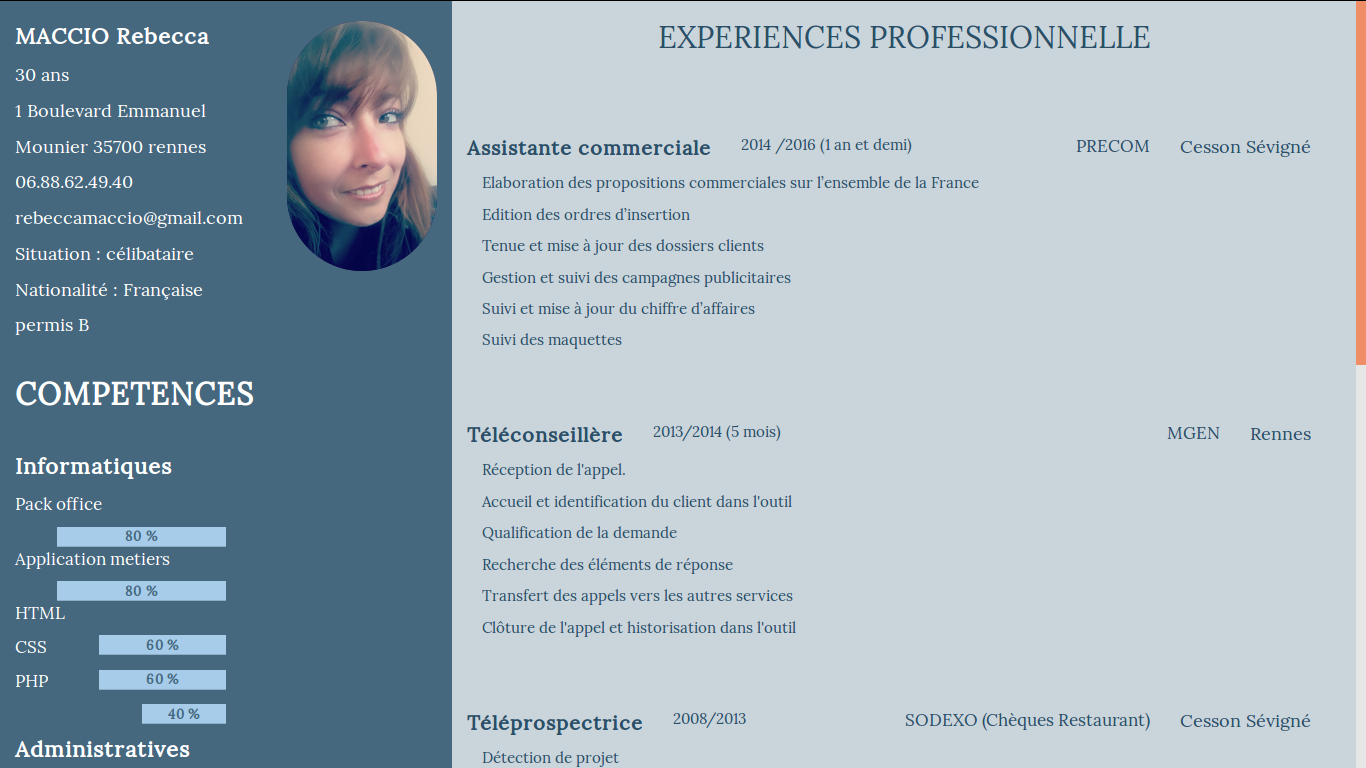 MACCIO Rebecca
30 ans
1 Boulevard Emmanuel
Mounier 35700 rennes
06.88.62.49.40
rebeccamaccio@gmail.com
Situation : célibataire
Nationalité : Française
permis B
COMPETENCES
Informatiques
Pack office
80 %
Application metiers
80 %
HTML
CSS
60 %
PHP
60 %
40 %
Administratives
EXPERIENCES PROFESSIONNELLE
Assistante commerciale 2014 /2016 (1 an et demi) PRECOM Cesson Sévigné
Elaboration des propositions commerciales sur l’ensemble de la France
Edition des ordres d’insertion
Tenue et mise à jour des dossiers clients
Gestion et suivi des campagnes publicitaires
Suivi et mise à jour du chiffre d’affaires
Suivi des maquettes
Téléconseillère 2013/2014 (5 mois) MGEN Rennes
Réception de l'appel.
Accueil et identification du client dans l'outil
Qualification de la demande
Recherche des éléments de réponse
Transfert des appels vers les autres services
Clôture de l'appel et historisation dans l'outil
Téléprospectrice 2008/2013 SODEXO (Chèques Restaurant) Cesson Sévigné
Détection de projet